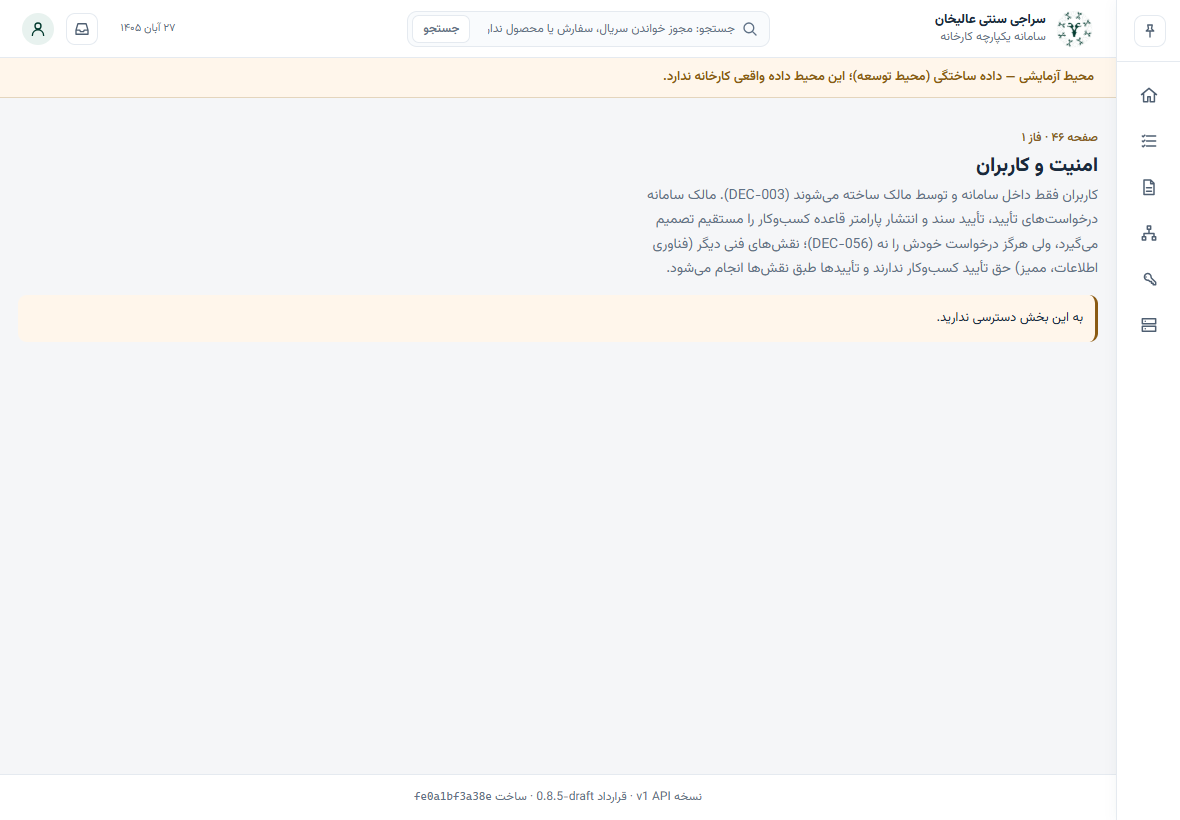 سراجی سنتی عالیخان
سامانه یکپارچه کارخانه
جستجو: مجوز خواندن سریال، سفارش یا محصول ندار
جستجو
۲۷ آبان ۱۴۰۵
محیط آزمایشی — داده ساختگی (محیط توسعه)؛ این محیط داده واقعی کارخانه ندارد.
صفحه ۴۶ · فاز ۱
امنیت و کاربران
کاربران فقط داخل سامانه و توسط مالک ساخته می‌شوند (DEC-003). مالک سامانه
درخواست‌های تأیید، تأیید سند و انتشار پارامتر قاعده کسب‌وکار را مستقیم تصمیم
می‌گیرد، ولی هرگز درخواست خودش را نه (DEC-056)؛ نقش‌های فنی دیگر (فناوری
اطلاعات، ممیز) حق تأیید کسب‌وکار ندارند و تأییدها طبق نقش‌ها انجام می‌شود.
به این بخش دسترسی ندارید.
نسخه API v1 · قرارداد 0.8.5-draft · ساخت fe0a1bf3a38e